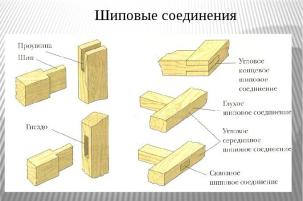 Шиповые соединения
Проушина
Шип
Гнездо
Угловое
концевое
шиповое
соединение
Глухое
шиповое соединение
Угловое
серединное
шиповое соединение
Сквозное
шиповое соединение